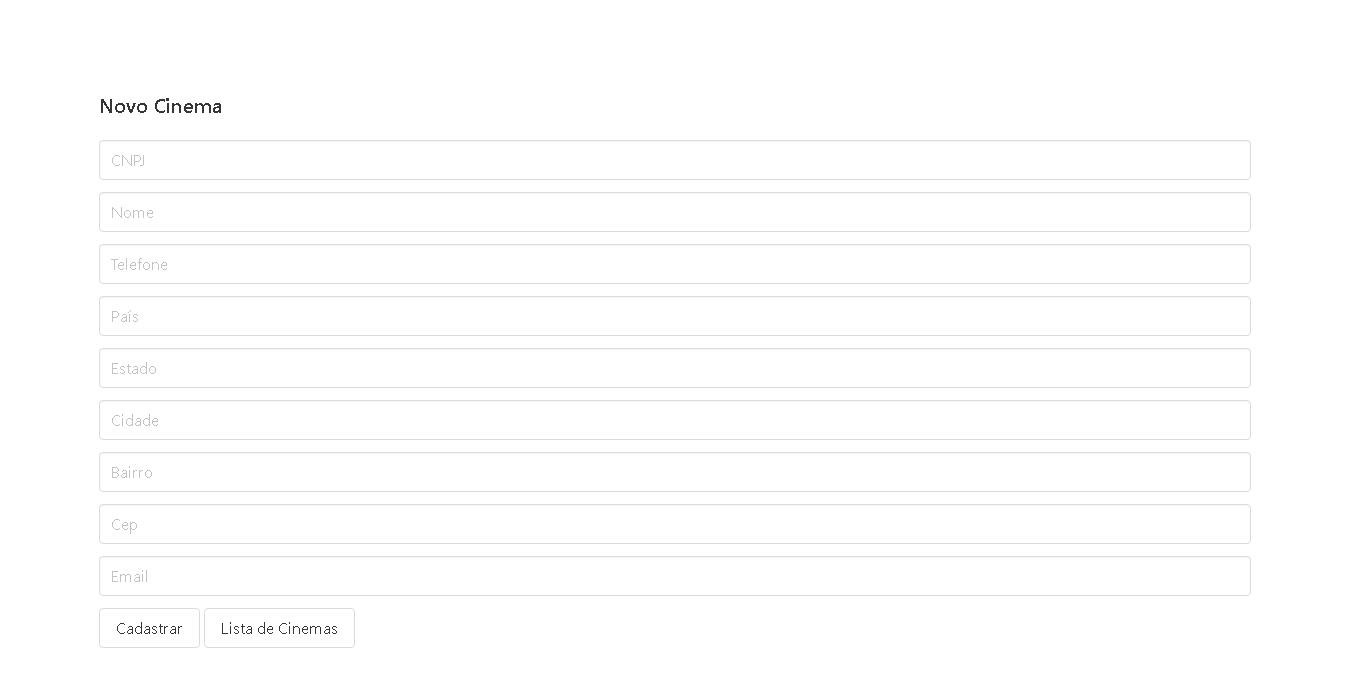 Novo Cinema
CNPJ
Nome
Telefone
País
Estado
Cidade
Bairro
Cep
Email
Cadastrar Lista de Cinemas